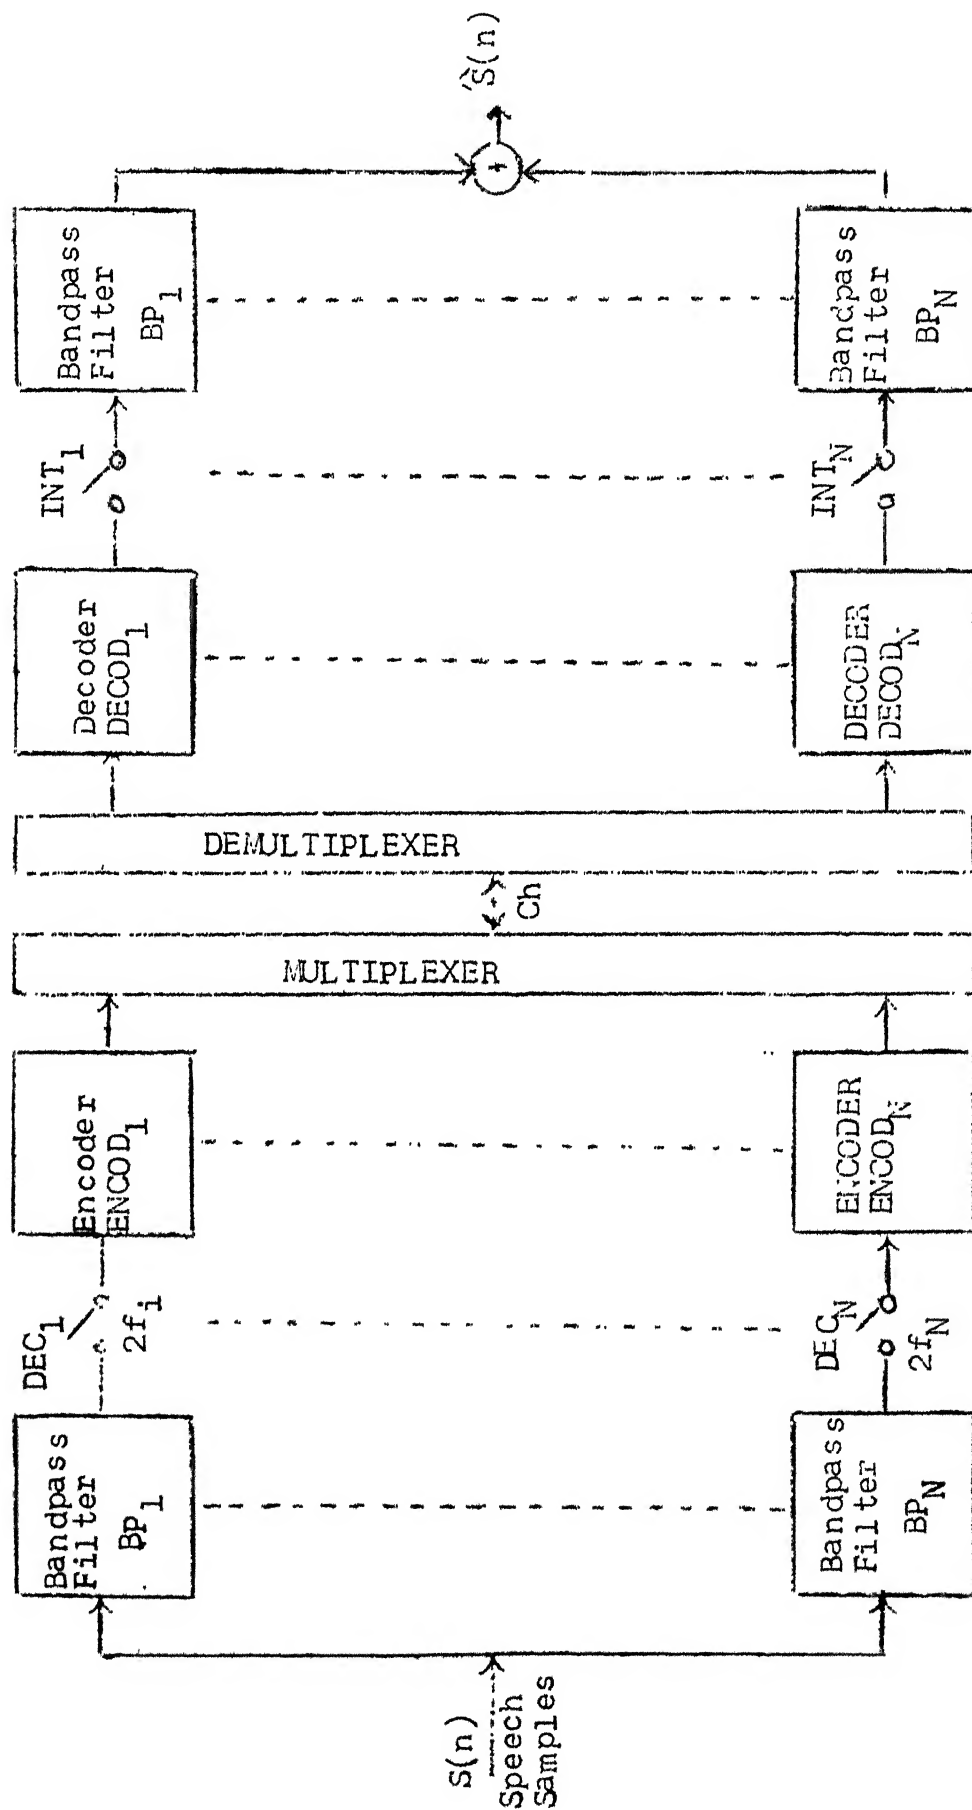 S(n)
Speech
Samples
Bandpass
Filter
BP1
DEC1
2fi
Encoder
ENCOD1
MULTIPLEXER
Ch
DEMULTIPLEXER
Decoder
DECOD1
INT1
Bandpass
Filter
BP1
Ŝ(n)
+
Bandpass
Filter
BPN
DECN
2fN
ENCODER
ENCODN
DECODER
DECODN
INTN
Bandpass
Filter
BPN